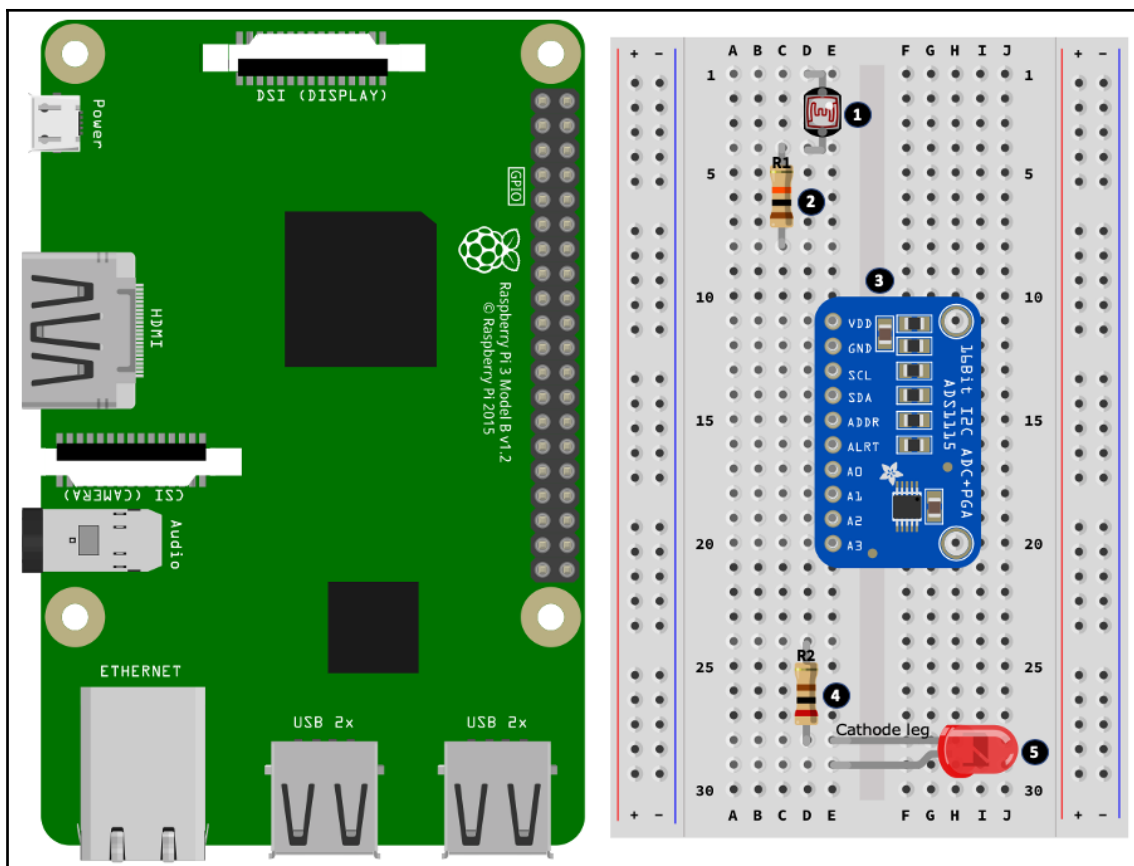 DSI (DISPLAY)
Power
GPIO
HDMI
Raspberry Pi 3 Model B v1.2
© Raspberry Pi 2015
CSI (CAMERA)
Audio
ETHERNET
USB 2x
USB 2x
+ -
A B C D E
F G H I J
+ -
1
1
1
R1
5
5
2
3
10
10
VDD
GND
SCL
SDA
ADDR
ALRT
A0
A1
A2
A3
16Bit I2C ADC+PGA
ADS1115
15
15
20
20
R2
25
25
4
Cathode leg
5
30
30
+ -
A B C D E
F G H I J
+ -